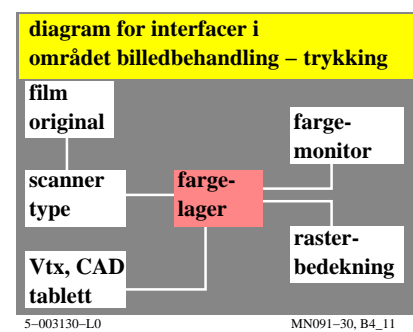 diagram for interfacer i
området billedbehandling – trykking
film
original
farge-
monitor
scanner
type
farge-
lager
raster-
bedekning
Vtx, CAD
tablett
5–003130–L0
MN091–30, B4_11